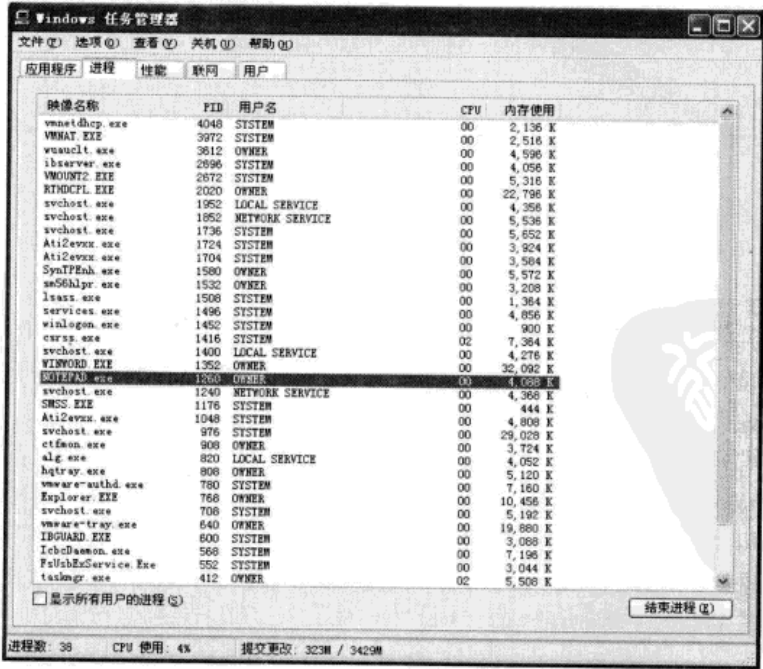 Windows 任务管理器
文件(F) 选项(O) 查看(V) 关机(U) 帮助(H)
应用程序 进程 性能 联网 用户
映像名称 PID 用户名 CPU 内存使用
vmnetdhcp.exe 4048 SYSTEM 00 2,136 K
VMNAT.EXE 3972 SYSTEM 00 2,516 K
wuauclt.exe 3612 OWNER 00 4,596 K
ibserver.exe 2696 SYSTEM 00 4,056 K
VMOUNT2.EXE 2672 SYSTEM 00 5,316 K
RTHDCPL.EXE 2020 OWNER 00 22,796 K
svchost.exe 1952 LOCAL SERVICE 00 4,356 K
svchost.exe 1852 NETWORK SERVICE 00 5,536 K
svchost.exe 1736 SYSTEM 00 5,652 K
Ati2evxx.exe 1724 SYSTEM 00 3,924 K
Ati2evxx.exe 1704 SYSTEM 00 3,584 K
SynTPEnh.exe 1580 OWNER 00 5,572 K
sm56hlpr.exe 1532 OWNER 00 3,208 K
lsass.exe 1508 SYSTEM 00 1,364 K
services.exe 1496 SYSTEM 00 4,856 K
winlogon.exe 1452 SYSTEM 00 900 K
csrss.exe 1416 SYSTEM 02 7,364 K
svchost.exe 1400 LOCAL SERVICE 00 4,276 K
WINWORD.EXE 1352 OWNER 00 32,092 K
NOTEPAD.exe 1260 OWNER 00 4,088 K
svchost.exe 1240 NETWORK SERVICE 00 4,368 K
SMSS.EXE 1176 SYSTEM 00 444 K
Ati2evxx.exe 1048 SYSTEM 00 4,808 K
svchost.exe 976 SYSTEM 00 29,028 K
ctfmon.exe 908 OWNER 00 3,724 K
alg.exe 820 LOCAL SERVICE 00 4,052 K
hqtray.exe 808 OWNER 00 5,120 K
vmware-authd.exe 780 SYSTEM 00 7,160 K
Explorer.EXE 768 OWNER 00 10,456 K
svchost.exe 708 SYSTEM 00 5,192 K
vmware-tray.exe 640 OWNER 00 19,880 K
IBGUARD.EXE 600 SYSTEM 00 3,088 K
IcbcDaemon.exe 568 SYSTEM 00 7,196 K
FsUsbExService.Exe 552 SYSTEM 00 3,044 K
taskmgr.exe 412 OWNER 02 5,508 K
显示所有用户的进程(S)
结束进程(E)
进程数: 38 CPU 使用: 4% 提交更改: 323M / 3429M